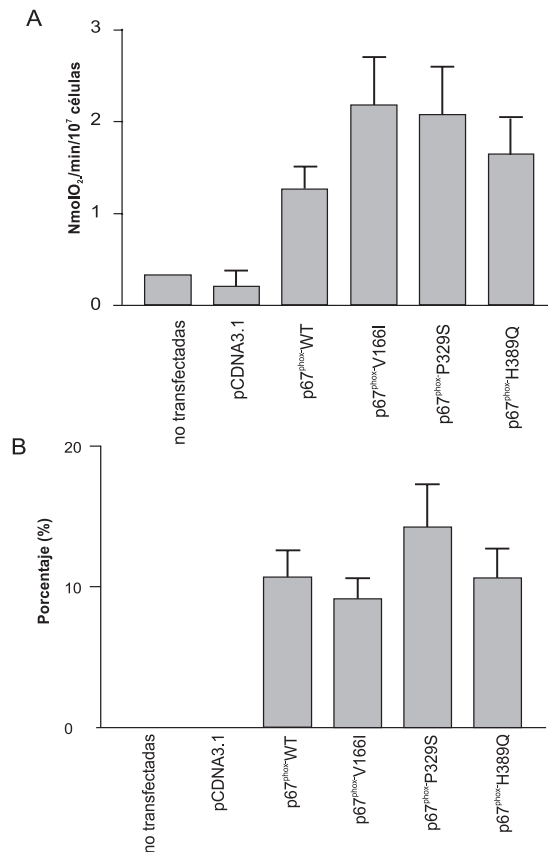 A
NmolO₂/min/10⁷ células
3
2
1
0
no transfectadas
pCDNA3.1
p67ᵖʰᵒˣ-WT
p67ᵖʰᵒˣ-V166I
p67ᵖʰᵒˣ-P329S
p67ᵖʰᵒˣ-H389Q
B
Porcentaje (%)
20
10
0
no transfectadas
pCDNA3.1
p67ᵖʰᵒˣ-WT
p67ᵖʰᵒˣ-V166I
p67ᵖʰᵒˣ-P329S
p67ᵖʰᵒˣ-H389Q